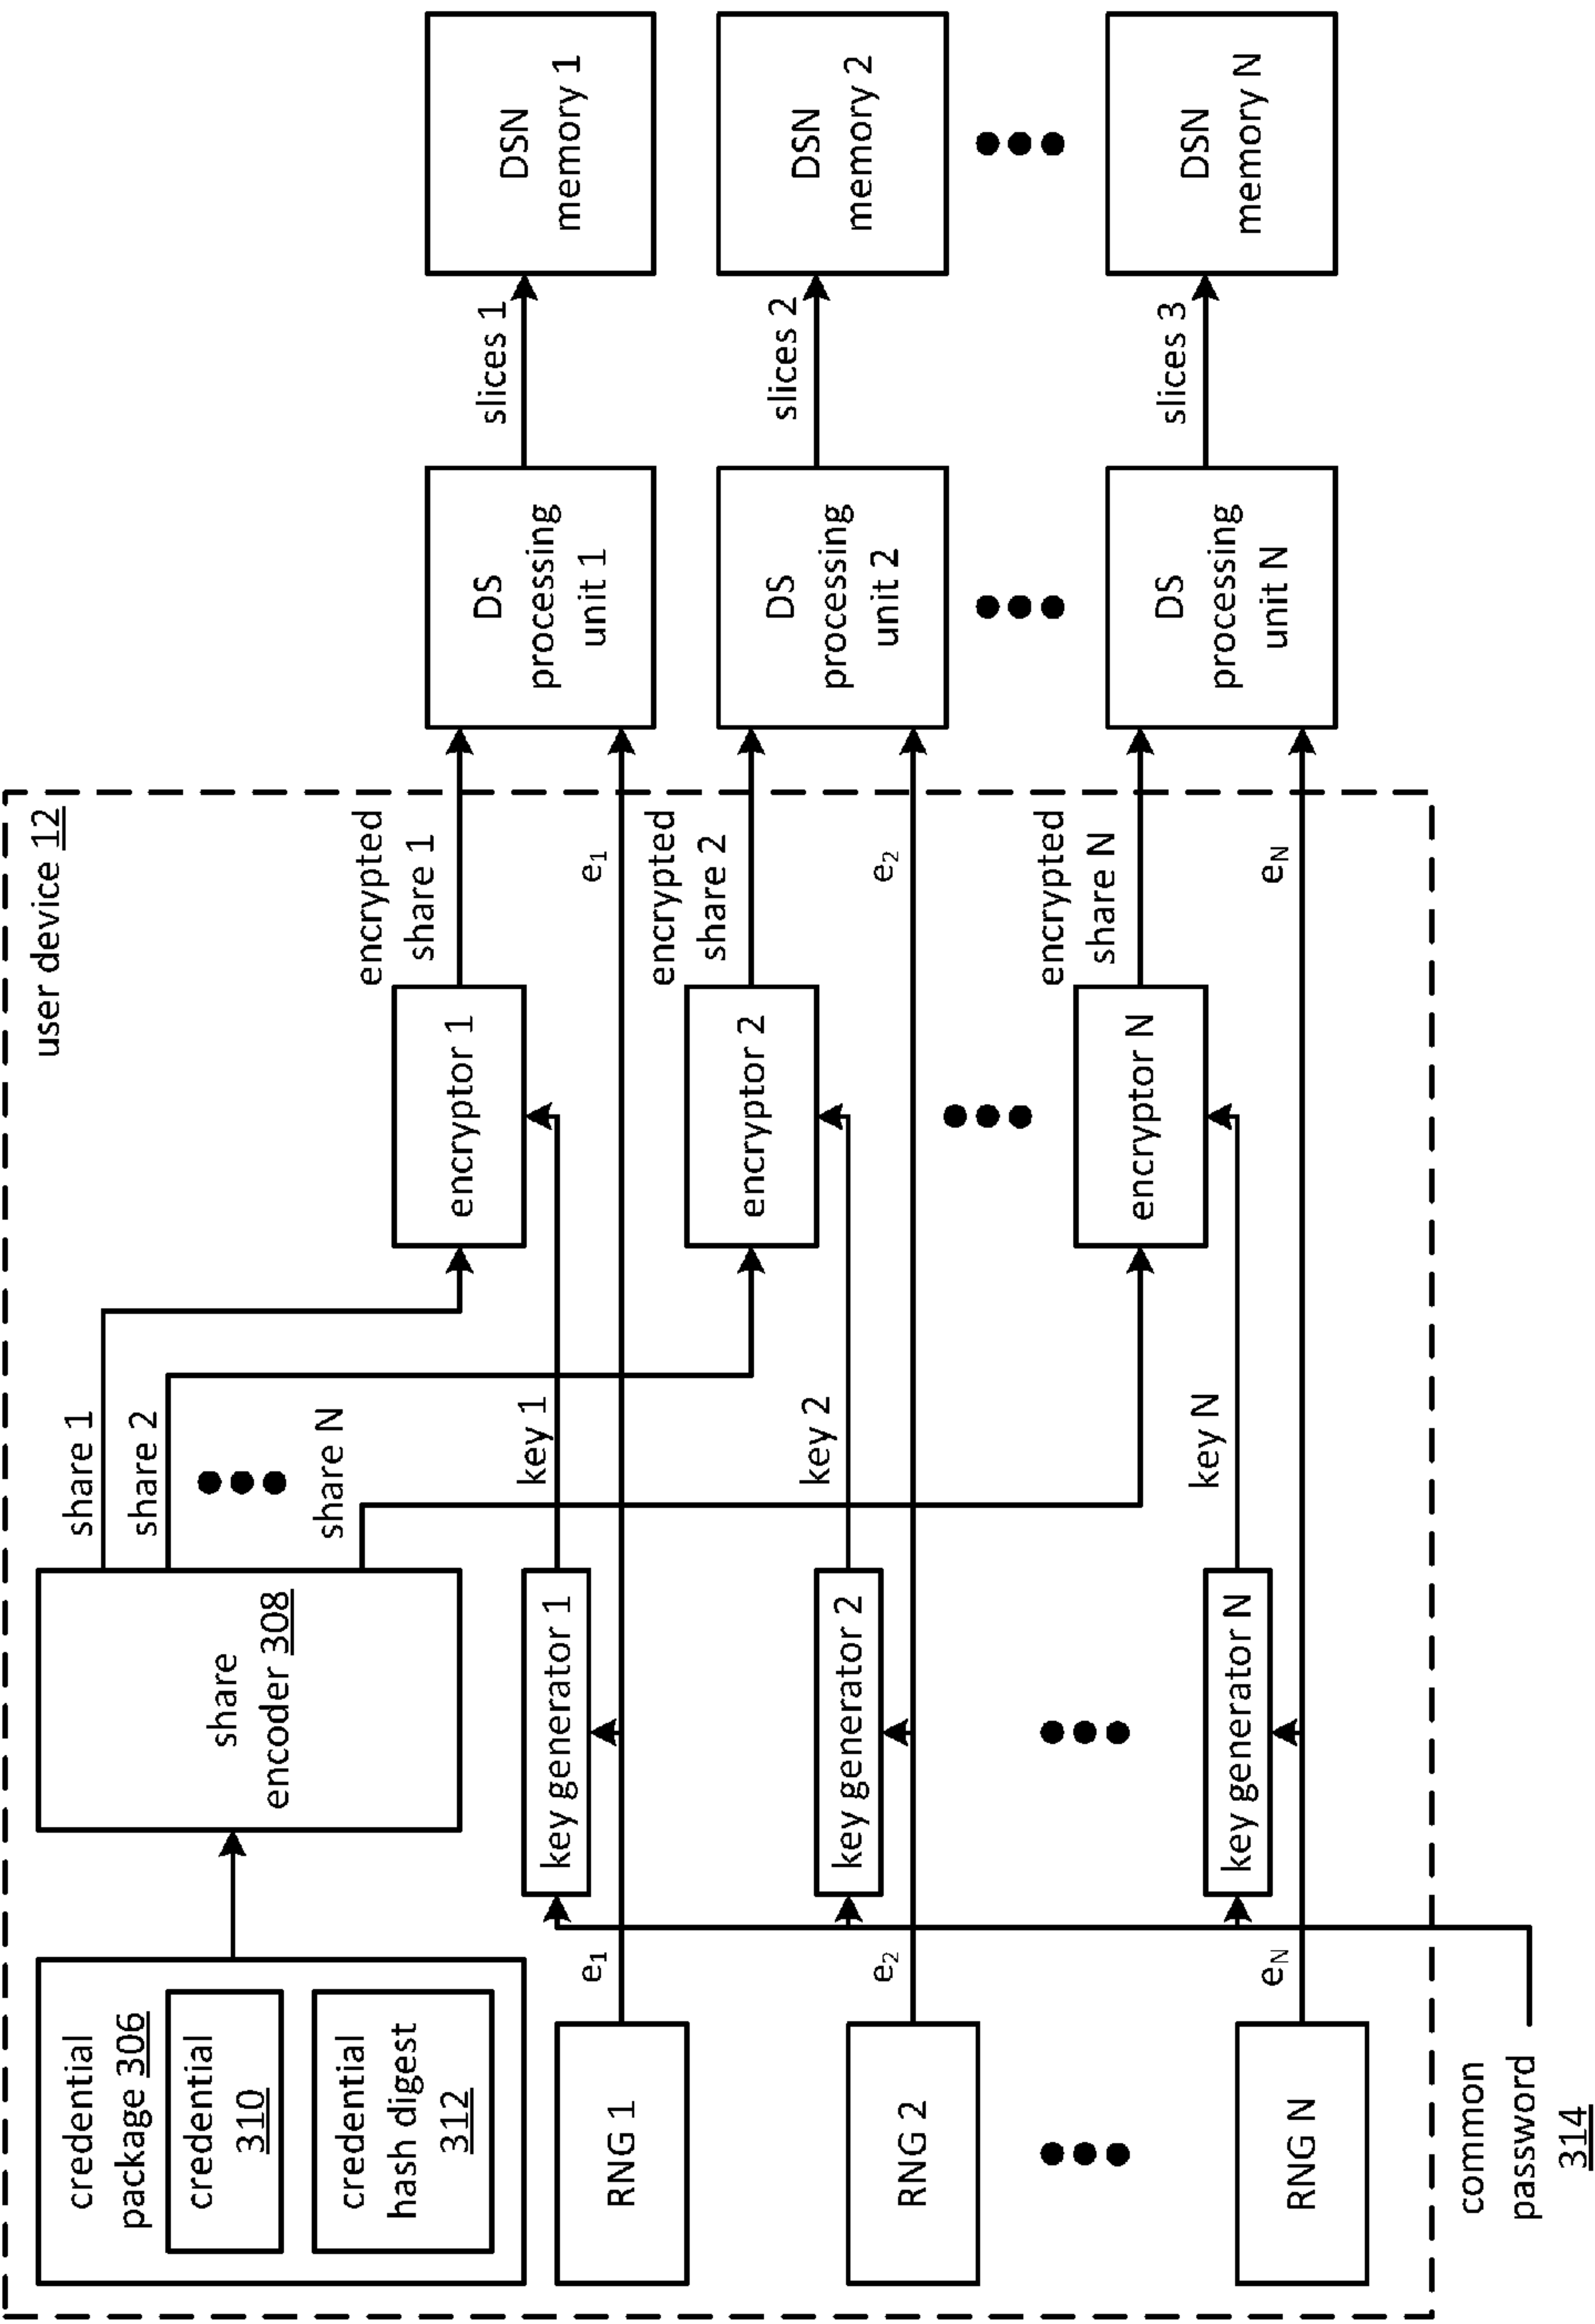 user device 12
credential
package 306
credential
310
credential
hash digest
312
share
encoder 308
share 1
share 2
share N
encrypted
share 1
encryptor 1
key 1
key generator 1
RNG 1
e1
e1
DS
processing
unit 1
slices 1
DSN
memory 1
encrypted
share 2
encryptor 2
key 2
key generator 2
RNG 2
e2
e2
DS
processing
unit 2
slices 2
DSN
memory 2
encrypted
share N
encryptor N
key N
key generator N
RNG N
eN
eN
DS
processing
unit N
slices 3
DSN
memory N
common
password
314